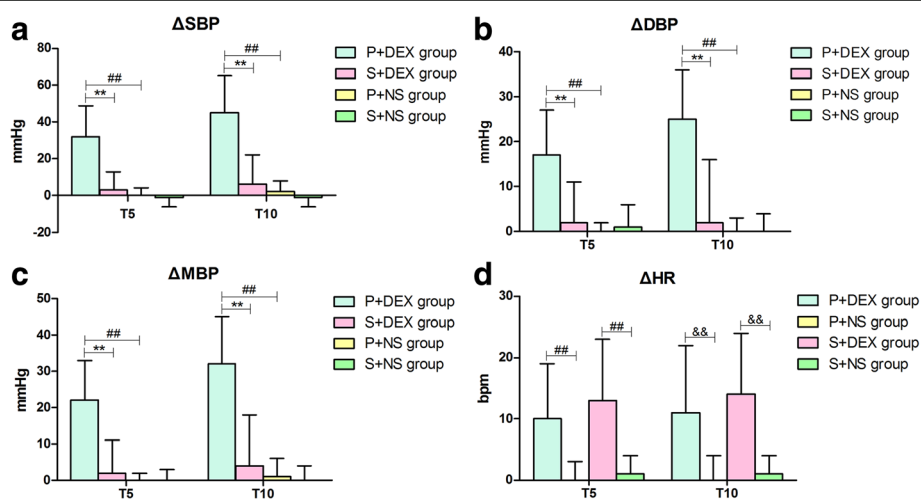 a
ΔSBP
80
60
40
20
0
-20
mmHg
##
**
##
**
T5
T10
P+DEX group
S+DEX group
P+NS group
S+NS group
b
ΔDBP
40
30
20
10
0
mmHg
##
**
##
**
T5
T10
P+DEX group
S+DEX group
P+NS group
S+NS group
c
ΔMBP
50
40
30
20
10
0
mmHg
##
**
##
**
T5
T10
P+DEX group
S+DEX group
P+NS group
S+NS group
d
ΔHR
30
20
10
0
bpm
##
##
&&
&&
T5
T10
P+DEX group
P+NS group
S+DEX group
S+NS group